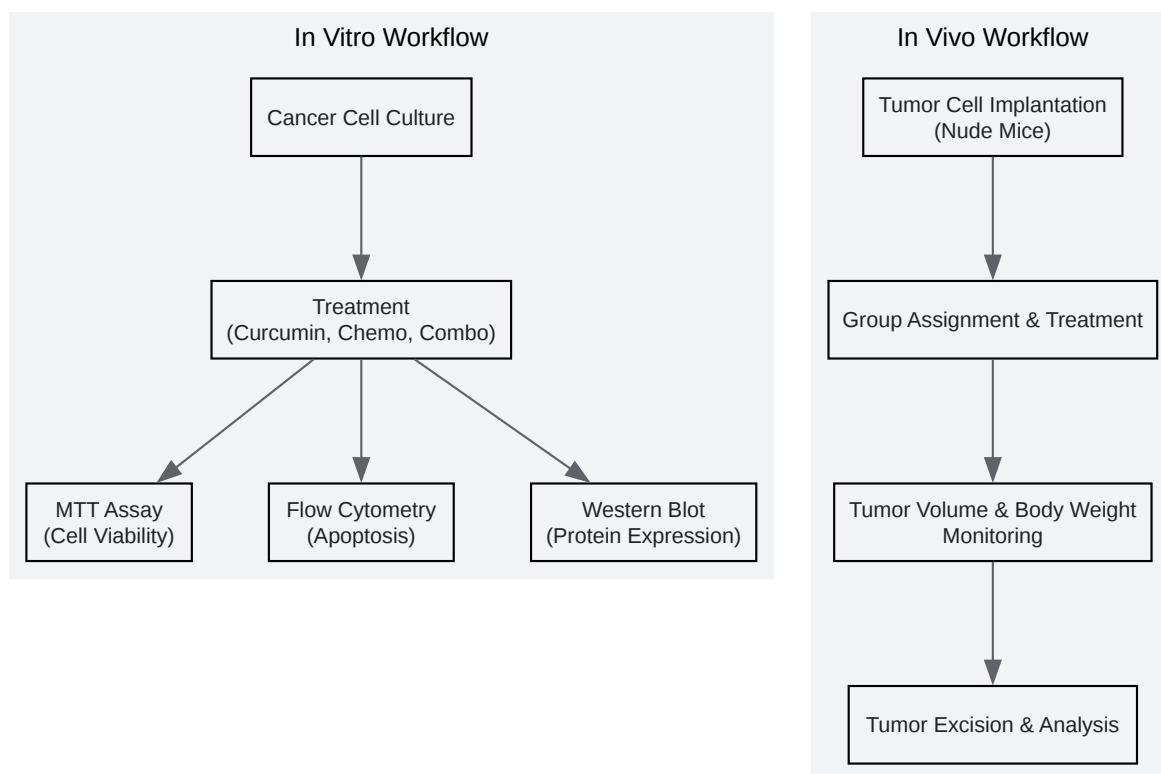 In Vitro Workflow
Cancer Cell Culture
Treatment
(Curcumin, Chemo, Combo)
MTT Assay
(Cell Viability)
Flow Cytometry
(Apoptosis)
Western Blot
(Protein Expression)
In Vivo Workflow
Tumor Cell Implantation
(Nude Mice)
Group Assignment & Treatment
Tumor Volume & Body Weight
Monitoring
Tumor Excision & Analysis